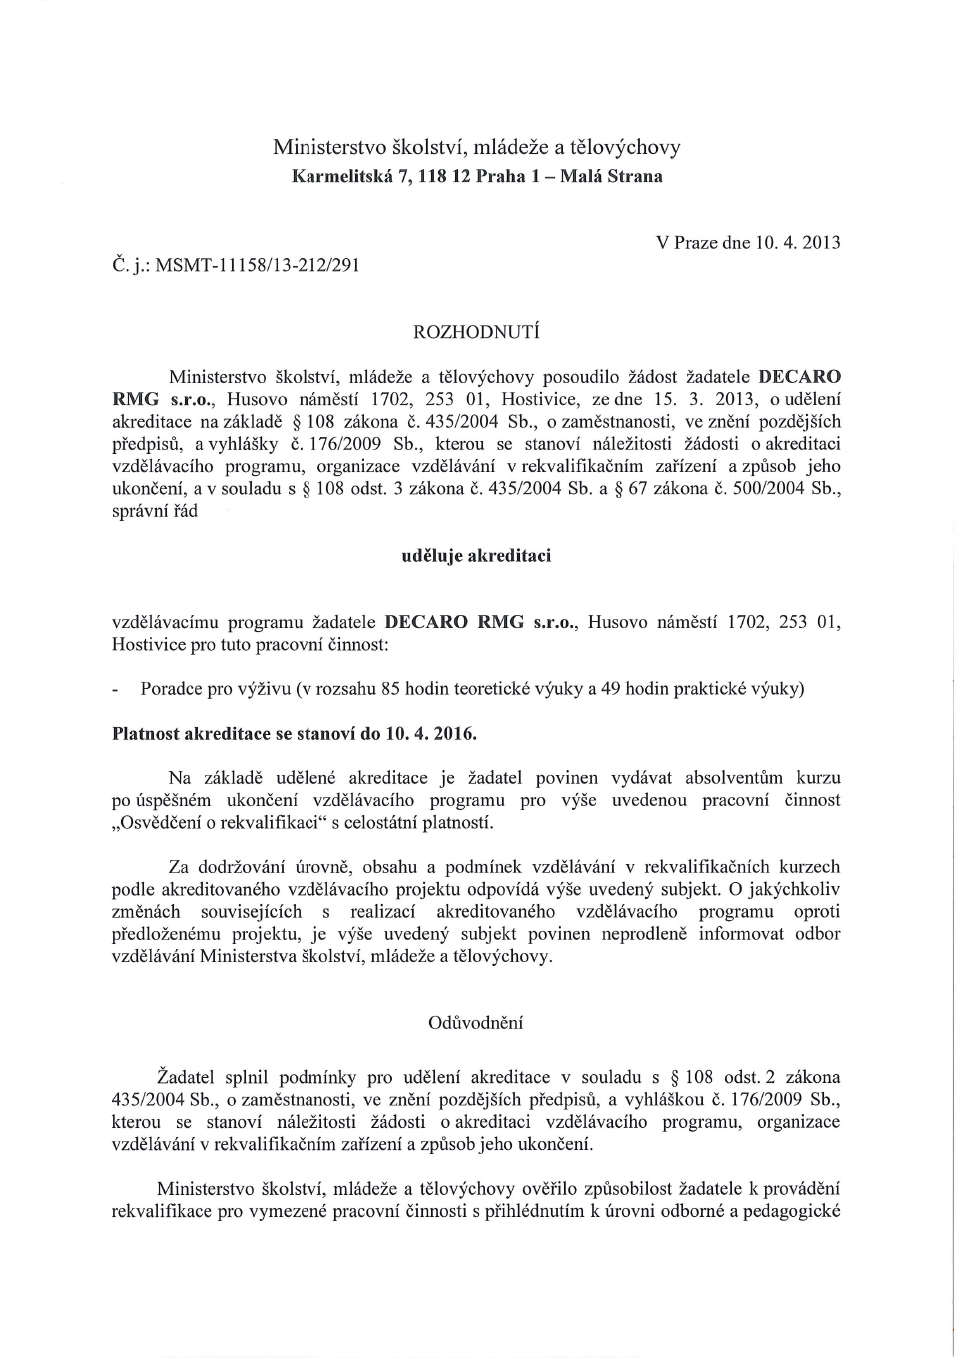 Ministerstvo školství, mládeže a tělovýchovy
Karmelitská 7, 118 12 Praha 1 – Malá Strana
V Praze dne 10. 4. 2013
Č. j.: MSMT-11158/13-212/291
ROZHODNUTÍ
Ministerstvo školství, mládeže a tělovýchovy posoudilo žádost žadatele DECARO
RMG s.r.o., Husovo náměstí 1702, 253 01, Hostivice, ze dne 15. 3. 2013, o udělení
akreditace na základě § 108 zákona č. 435/2004 Sb., o zaměstnanosti, ve znění pozdějších
předpisů, a vyhlášky č. 176/2009 Sb., kterou se stanoví náležitosti žádosti o akreditaci
vzdělávacího programu, organizace vzdělávání v rekvalifikačním zařízení a způsob jeho
ukončení, a v souladu s § 108 odst. 3 zákona č. 435/2004 Sb. a § 67 zákona č. 500/2004 Sb.,
správní řád
uděluje akreditaci
vzdělávacímu programu žadatele DECARO RMG s.r.o., Husovo náměstí 1702, 253 01,
Hostivice pro tuto pracovní činnost:
- Poradce pro výživu (v rozsahu 85 hodin teoretické výuky a 49 hodin praktické výuky)
Platnost akreditace se stanoví do 10. 4. 2016.
Na základě udělené akreditace je žadatel povinen vydávat absolventům kurzu
po úspěšném ukončení vzdělávacího programu pro výše uvedenou pracovní činnost
„Osvědčení o rekvalifikaci“ s celostátní platností.
Za dodržování úrovně, obsahu a podmínek vzdělávání v rekvalifikačních kurzech
podle akreditovaného vzdělávacího projektu odpovídá výše uvedený subjekt. O jakýchkoliv
změnách souvisejících s realizací akreditovaného vzdělávacího programu oproti
předloženému projektu, je výše uvedený subjekt povinen neprodleně informovat odbor
vzdělávání Ministerstva školství, mládeže a tělovýchovy.
Odůvodnění
Žadatel splnil podmínky pro udělení akreditace v souladu s § 108 odst. 2 zákona
435/2004 Sb., o zaměstnanosti, ve znění pozdějších předpisů, a vyhláškou č. 176/2009 Sb.,
kterou se stanoví náležitosti žádosti o akreditaci vzdělávacího programu, organizace
vzdělávání v rekvalifikačním zařízení a způsob jeho ukončení.
Ministerstvo školství, mládeže a tělovýchovy ověřilo způsobilost žadatele k provádění
rekvalifikace pro vymezené pracovní činnosti s přihlédnutím k úrovni odborné a pedagogické